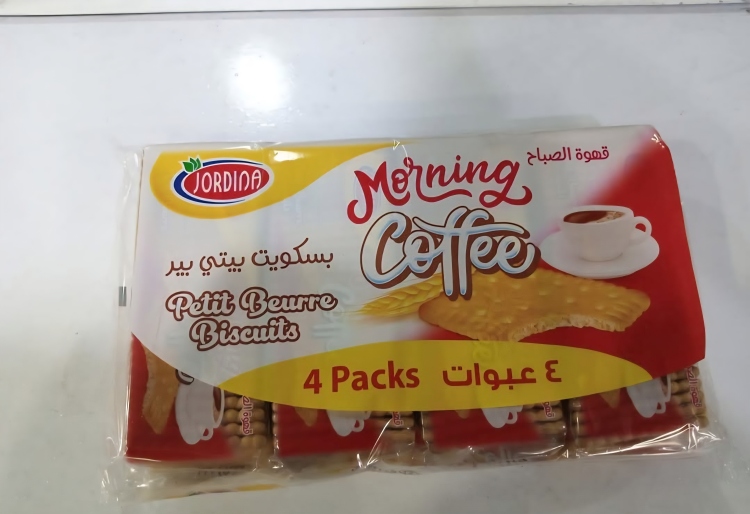 JORDINA
Morning
Coffee
قهوة الصباح
بسكويت بيتي بير
Petit Beurre
Biscuits
4 Packs ٤ عبوات